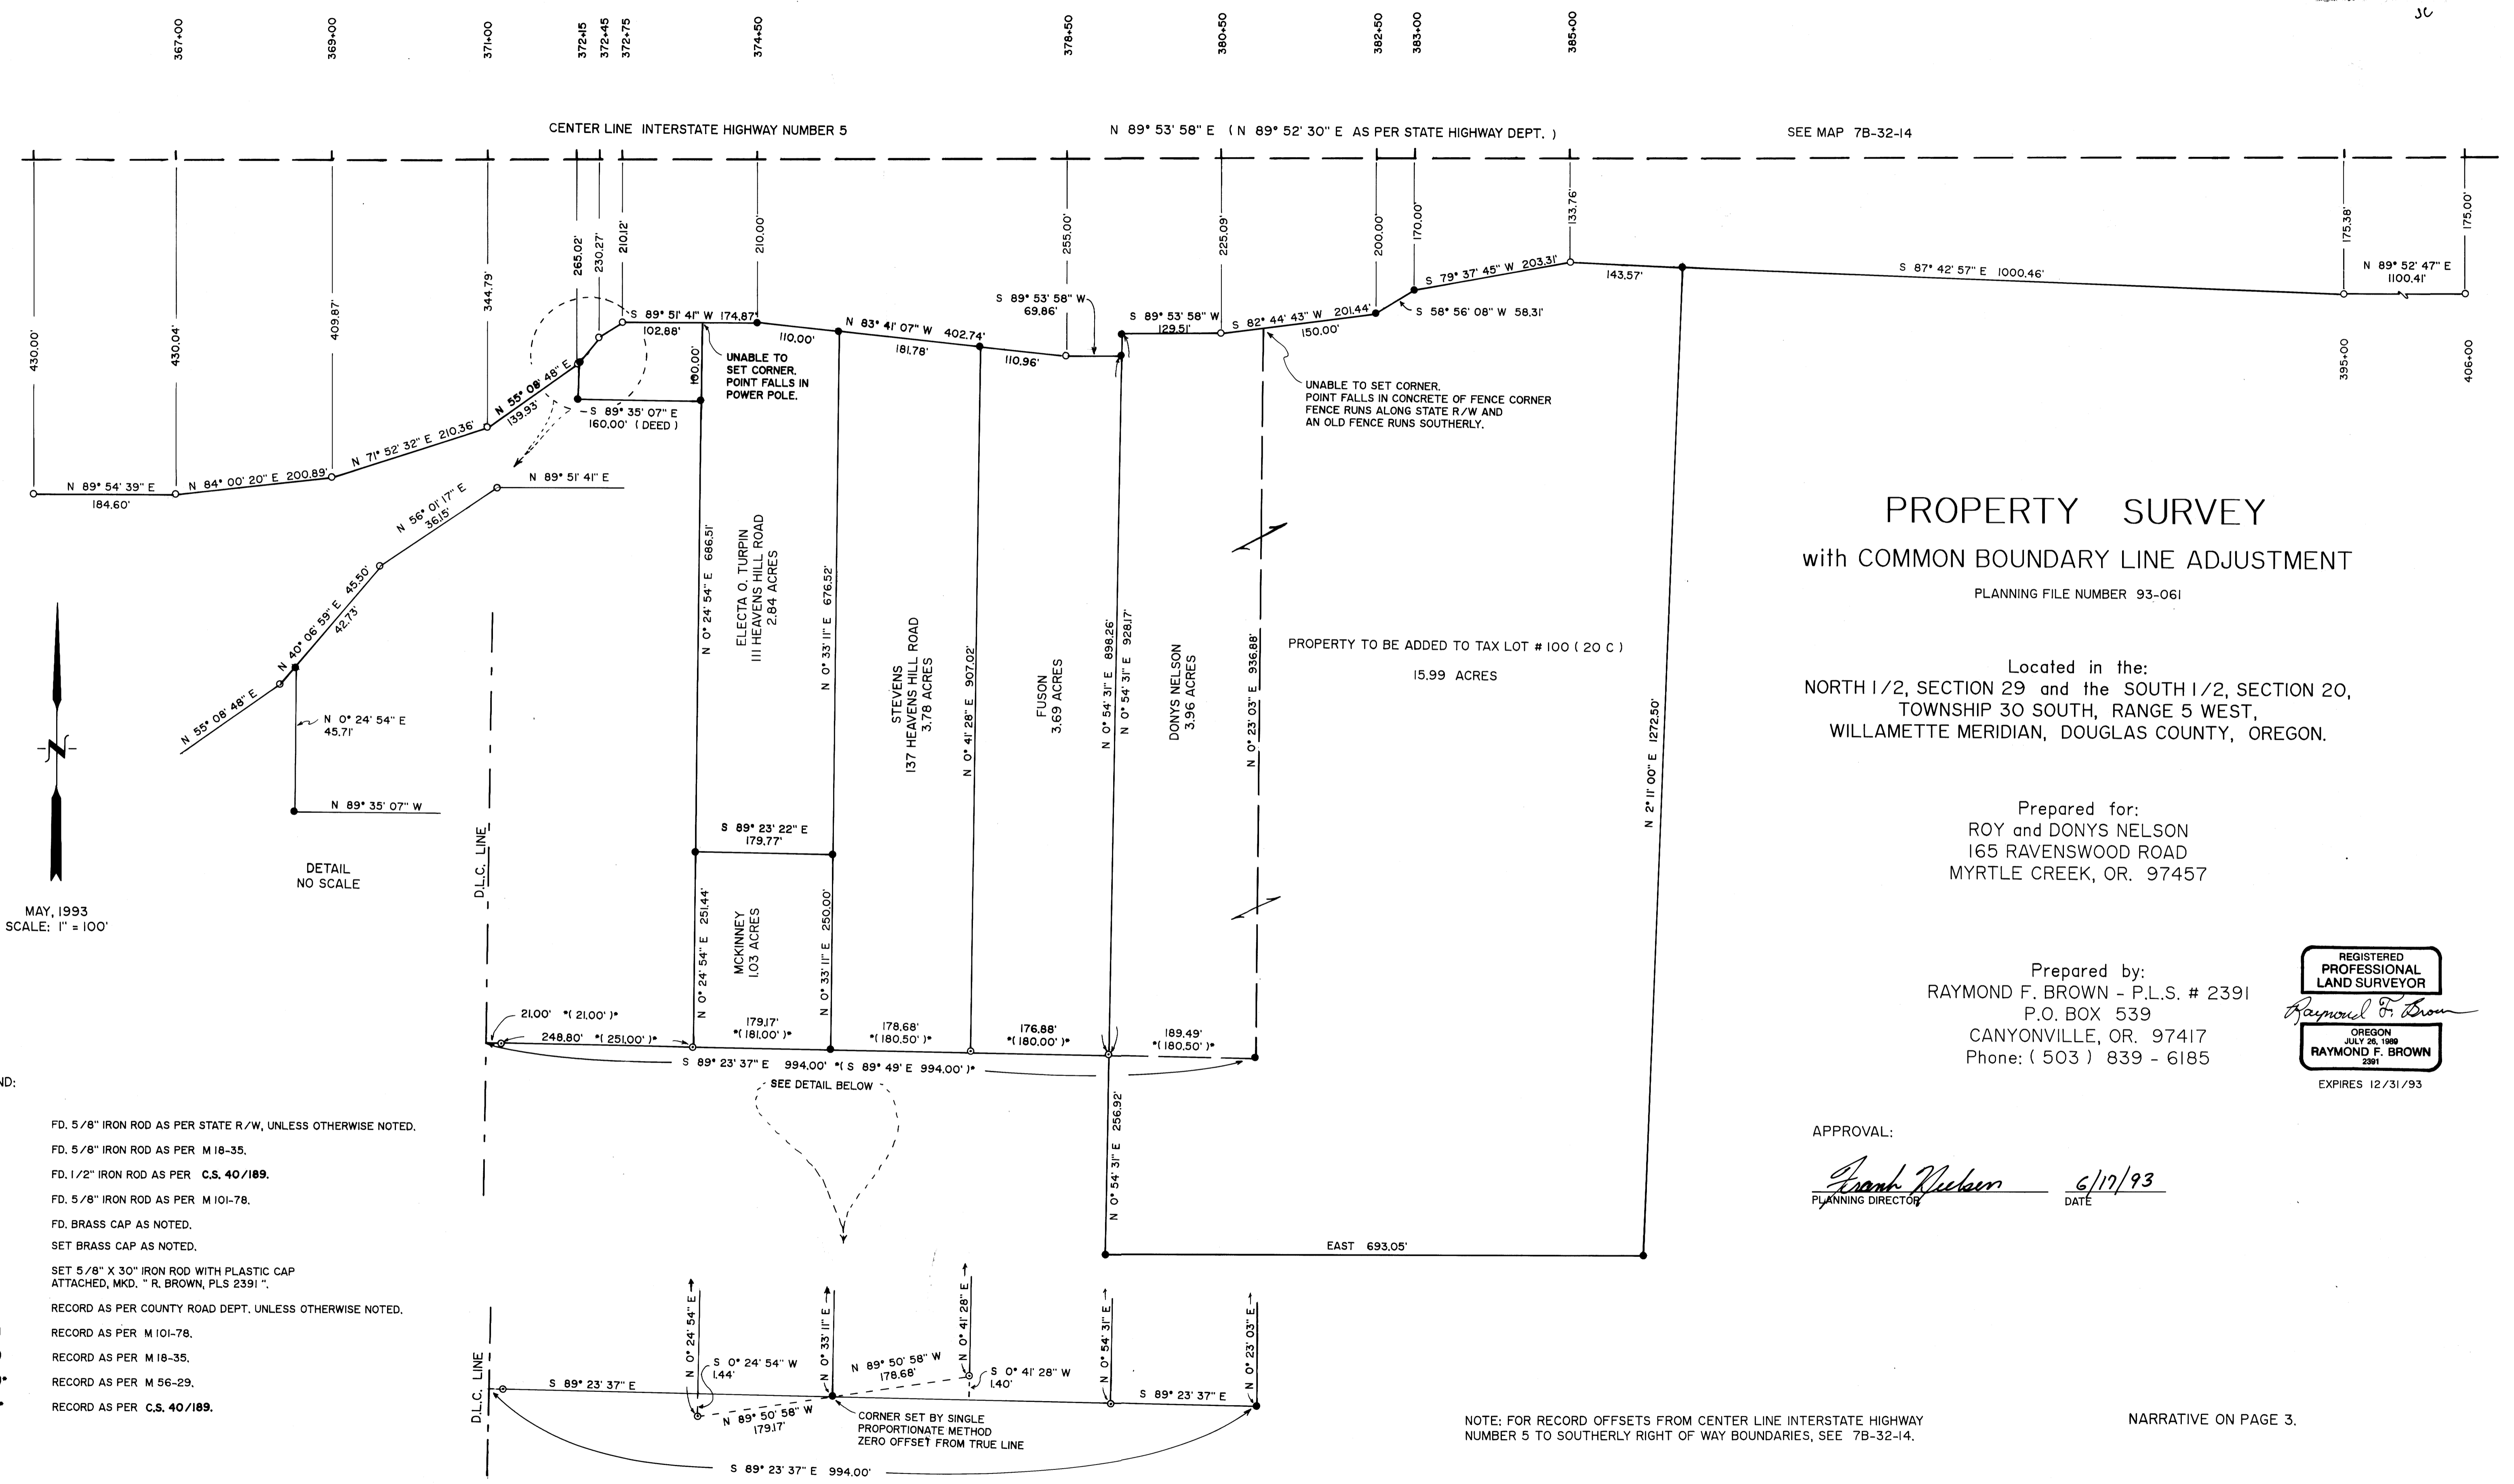 367+00
369+00
371+00
372+15
372+45
372+75
374+50
378+50
380+50
382+50
383+00
385+00
CENTER LINE INTERSTATE HIGHWAY NUMBER 5
N 89° 53' 58" E ( N 89° 52' 30" E AS PER STATE HIGHWAY DEPT. )
SEE MAP 7B-32-14
430.00'
430.04'
409.87'
344.79'
265.02'
230.27'
210.12'
210.00'
255.00'
225.09'
200.00'
170.00'
133.76'
175.38'
175.00'
395+00
406+00
N 89° 54' 39" E
184.60'
N 84° 00' 20" E 200.89'
N 71° 52' 32" E 210.36'
N 55° 08' 48" E
139.93'
S 89° 51' 41" W 174.87'
102.88'
110.00'
N 83° 41' 07" W 402.74'
181.78'
110.96'
S 89° 53' 58" W
69.86'
S 89° 53' 58" W
129.51'
S 82° 44' 43" W 201.44'
150.00'
S 58° 56' 08" W 58.31'
S 79° 37' 45" W 203.31'
143.57'
S 87° 42' 57" E 1000.46'
N 89° 52' 47" E
1100.41'
100.00'
UNABLE TO
SET CORNER.
POINT FALLS IN
POWER POLE.
S 89° 35' 07" E
160.00' ( DEED )
UNABLE TO SET CORNER.
POINT FALLS IN CONCRETE OF FENCE CORNER
FENCE RUNS ALONG STATE R/W AND
AN OLD FENCE RUNS SOUTHERLY.
N 89° 51' 41" E
N 56° 01' 17" E
36.15'
N 40° 06' 59" E 45.50'
42.73'
N 55° 08' 48" E
N 0° 24' 54" E
45.71'
N 89° 35' 07" W
DETAIL
NO SCALE
N
MAY, 1993
SCALE: 1" = 100'
D.L.C. LINE
N 0° 24' 54" E 686.51'
ELECTA O. TURPIN
111 HEAVENS HILL ROAD
2.84 ACRES
N 0° 33' 11" E 676.52'
STEVENS
137 HEAVENS HILL ROAD
3.78 ACRES
N 0° 41' 28" E 907.02'
FUSON
3.69 ACRES
N 0° 54' 31" E 898.26'
N 0° 54' 31" E 928.17'
DONYS NELSON
3.96 ACRES
N 0° 23' 03" E 936.88'
PROPERTY TO BE ADDED TO TAX LOT # 100 ( 20 C )
15.99 ACRES
N 2° 11' 00" E 1272.50'
S 89° 23' 22" E
179.77'
N 0° 24' 54" E 251.44'
MCKINNEY
1.03 ACRES
N 0° 33' 11" E 250.00'
21.00' *( 21.00' )*
248.80' *( 251.00' )*
179.17'
*( 181.00' )*
178.68'
*( 180.50' )*
176.88'
*( 180.00' )*
189.49'
*( 180.50' )*
S 89° 23' 37" E 994.00' *( S 89° 49' E 994.00' )*
SEE DETAIL BELOW
N 0° 54' 31" E 256.92'
EAST 693.05'
PROPERTY SURVEY
with COMMON BOUNDARY LINE ADJUSTMENT
PLANNING FILE NUMBER 93-061
Located in the:
NORTH 1/2, SECTION 29 and the SOUTH 1/2, SECTION 20,
TOWNSHIP 30 SOUTH, RANGE 5 WEST,
WILLAMETTE MERIDIAN, DOUGLAS COUNTY, OREGON.
Prepared for:
ROY and DONYS NELSON
165 RAVENSWOOD ROAD
MYRTLE CREEK, OR. 97457
Prepared by:
RAYMOND F. BROWN - P.L.S. # 2391
P.O. BOX 539
CANYONVILLE, OR. 97417
Phone: ( 503 ) 839 - 6185
REGISTERED
PROFESSIONAL
LAND SURVEYOR
Raymond F. Brown
OREGON
JULY 26, 1989
RAYMOND F. BROWN
2391
EXPIRES 12/31/93
APPROVAL:
Frank Nielsen 6/17/93
PLANNING DIRECTOR DATE
ND:
FD. 5/8" IRON ROD AS PER STATE R/W, UNLESS OTHERWISE NOTED.
FD. 5/8" IRON ROD AS PER M 18-35.
FD. 1/2" IRON ROD AS PER C.S. 40/189.
FD. 5/8" IRON ROD AS PER M 101-78.
FD. BRASS CAP AS NOTED.
SET BRASS CAP AS NOTED.
SET 5/8" X 30" IRON ROD WITH PLASTIC CAP
ATTACHED, MKD. " R. BROWN, PLS 2391 ".
RECORD AS PER COUNTY ROAD DEPT. UNLESS OTHERWISE NOTED.
RECORD AS PER M 101-78.
RECORD AS PER M 18-35.
RECORD AS PER M 56-29.
RECORD AS PER C.S. 40/189.
D.L.C. LINE
S 89° 23' 37" E
N 0° 24' 54" E
S 0° 24' 54" W
1.44'
N 0° 33' 11" E
N 89° 50' 58" W
178.68'
N 89° 50' 58" W
179.17'
N 0° 41' 28" E
S 0° 41' 28" W
1.40'
N 0° 54' 31" E
S 89° 23' 37" E
N 0° 23' 03" E
CORNER SET BY SINGLE
PROPORTIONATE METHOD
ZERO OFFSET FROM TRUE LINE
S 89° 23' 37" E 994.00'
NOTE: FOR RECORD OFFSETS FROM CENTER LINE INTERSTATE HIGHWAY
NUMBER 5 TO SOUTHERLY RIGHT OF WAY BOUNDARIES, SEE 7B-32-14.
NARRATIVE ON PAGE 3.